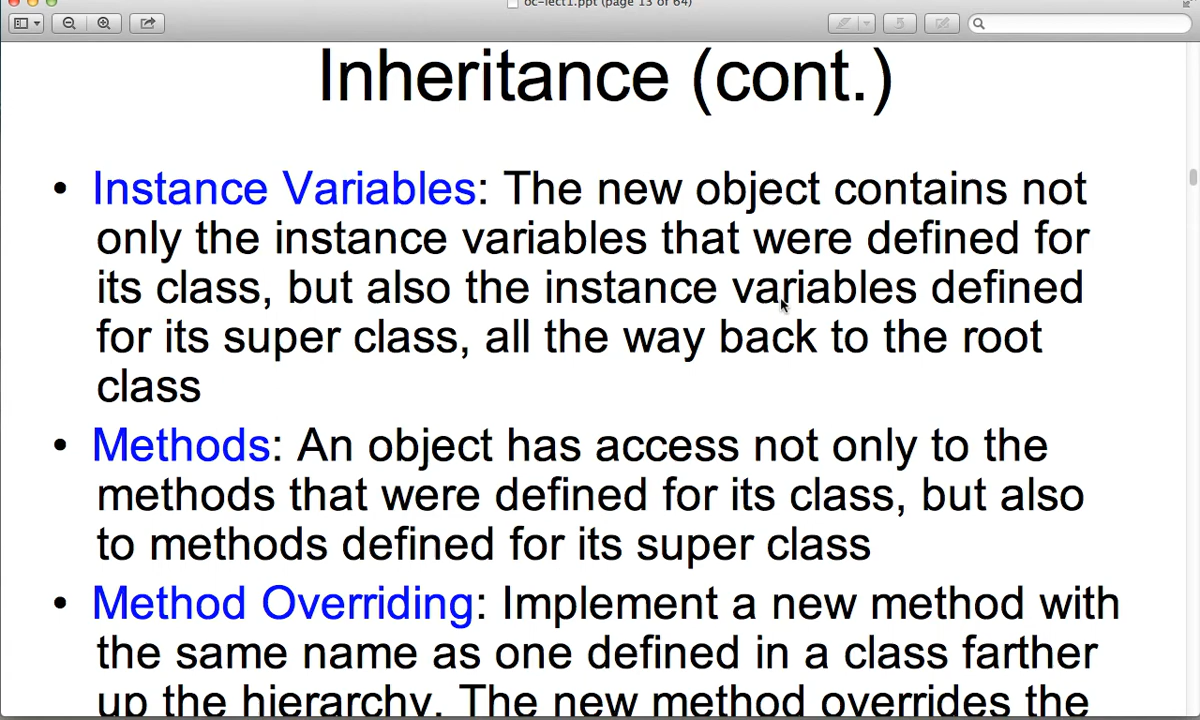 oc-lect1.ppt (page 13 of 64)
Inheritance (cont.)
• Instance Variables: The new object contains not
only the instance variables that were defined for
its class, but also the instance variables defined
for its super class, all the way back to the root
class
• Methods: An object has access not only to the
methods that were defined for its class, but also
to methods defined for its super class
• Method Overriding: Implement a new method with
the same name as one defined in a class farther
up the hierarchy. The new method overrides the